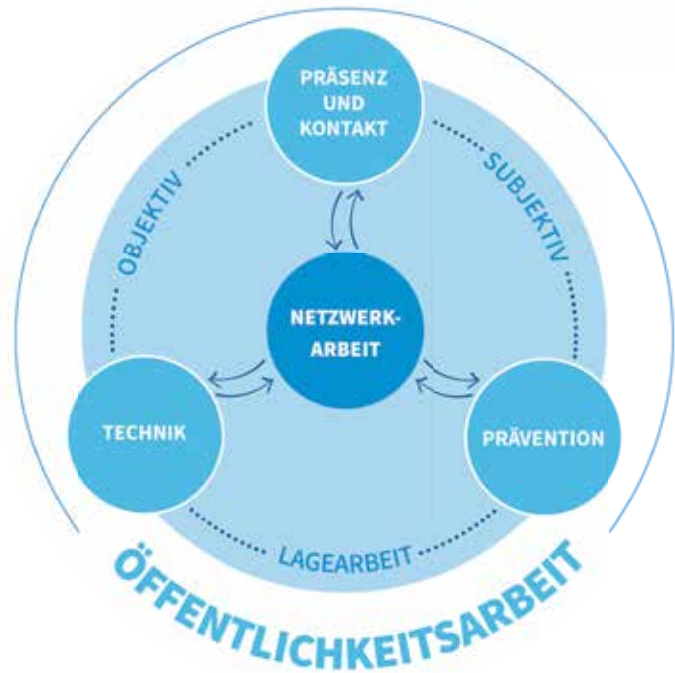 PRÄSENZ
UND
KONTAKT
OBJEKTIV
SUBJEKTIV
NETZWERK-
ARBEIT
TECHNIK
PRÄVENTION
LAGEARBEIT
ÖFFENTLICHKEITSARBEIT